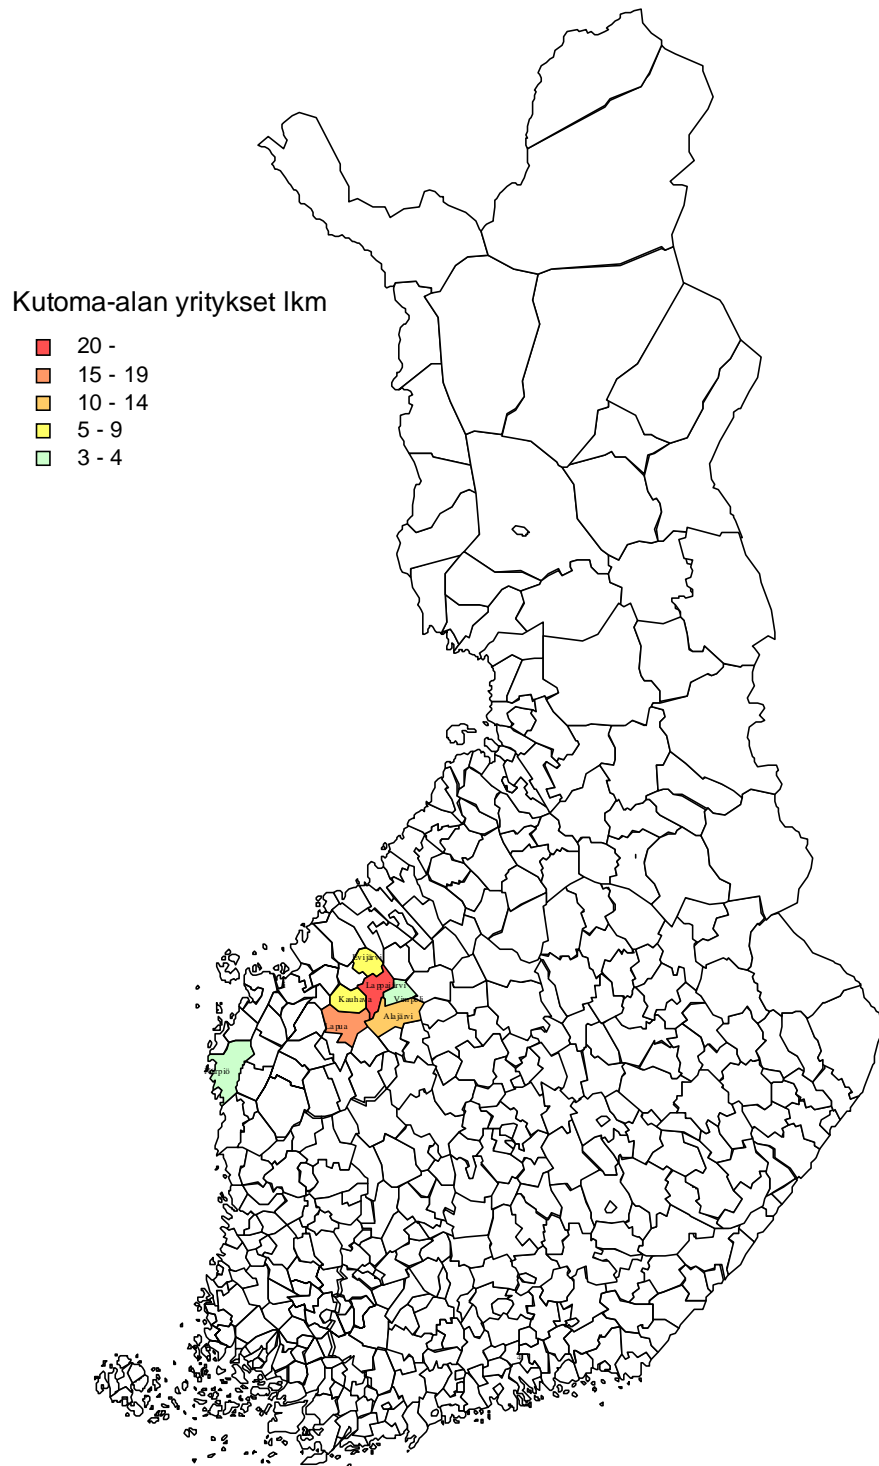 Kutoma-alan yritykset lkm
20 -
15 - 19
10 - 14
5 - 9
3 - 4
Evijärvi
Lappajärvi
Kauhava
Vimpeli
Alajärvi
Lapua